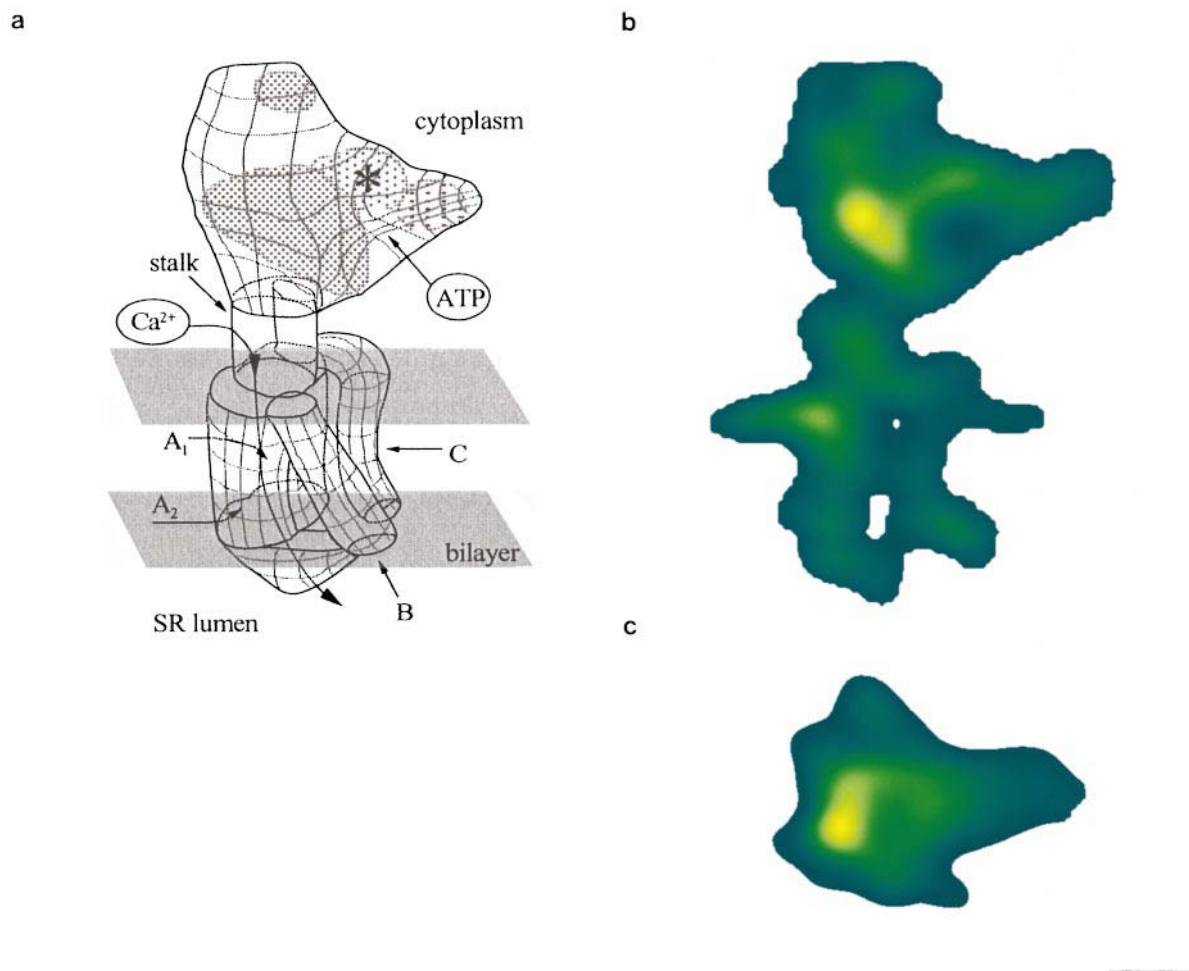 a
b
cytoplasm
stalk
ATP
Ca²⁺
A₁
C
A₂
bilayer
B
SR lumen
c